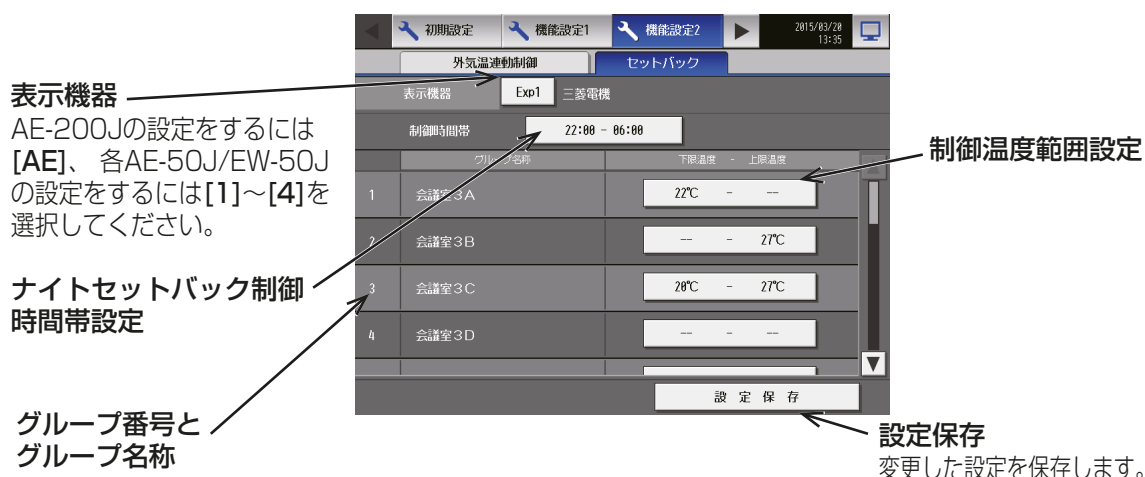 初期設定 機能設定1 機能設定2 2015/03/20
13:35
外気温連動制御 セットバック
表示機器 Exp1 三菱電機
制御時間帯 22:00 - 06:00
グループ名称 下限温度 - 上限温度
1 会議室3A 22℃ - --
2 会議室3B -- - 27℃
3 会議室3C 20℃ - 27℃
4 会議室3D -- - --
設定保存
表示機器
AE-200Jの設定をするには
[AE]、各AE-50J/EW-50J
の設定をするには[1]～[4]を
選択してください。
ナイトセットバック制御
時間帯設定
グループ番号と
グループ名称
制御温度範囲設定
設定保存
変更した設定を保存します。